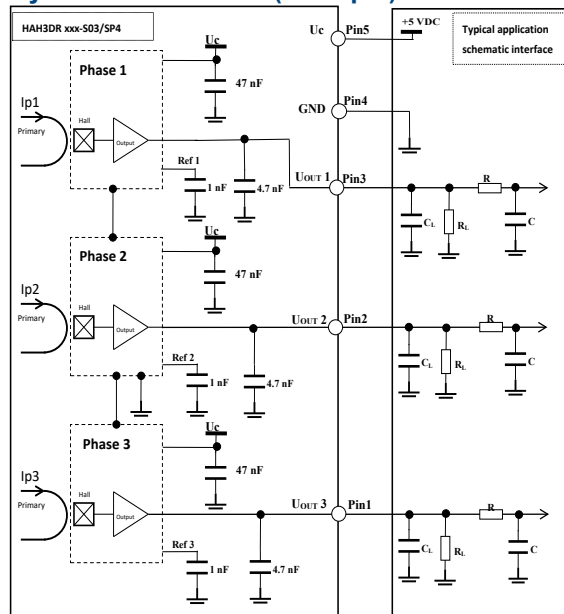 HAH3DR xxx-S03/SP4
Uc
Pin5
+5 VDC
Typical application
schematic interface
Phase 1
Uc
47 nF
GND
Pin4
Ip1
Primary
Hall
Output
Ref 1
1 nF
4.7 nF
UOUT 1
Pin3
R
CL
RL
C
Phase 2
Uc
47 nF
Ip2
Primary
Hall
Output
UOUT 2
Pin2
R
Ref 2
1 nF
4.7 nF
CL
RL
C
Phase 3
Uc
47 nF
Ip3
Primary
Hall
Output
UOUT 3
Pin1
R
Ref 3
1 nF
4.7 nF
CL
RL
C